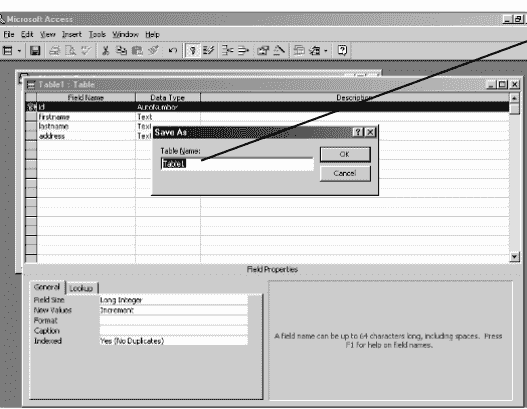 Microsoft Access
File Edit View Insert Tools Window Help
Table1 : Table
Field Name Data Type Description
id AutoNumber
firstname Text
lastname Text
address Text
Save As
Table Name:
Table1
OK
Cancel
Field Properties
General Lookup
Field Size Long Integer
New Values Increment
Format
Caption
Indexed Yes (No Duplicates)
A field name can be up to 64 characters long, including spaces. Press
F1 for help on field names.